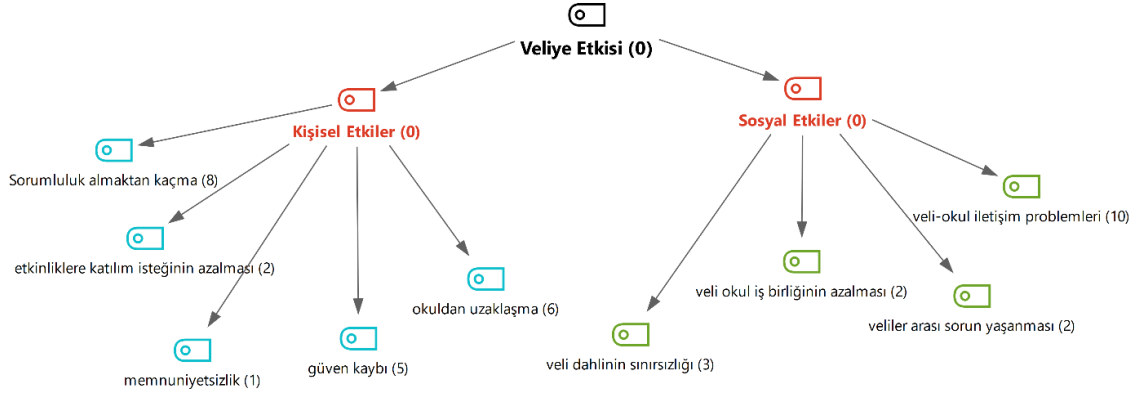 Veliye Etkisi (0)
Kişisel Etkiler (0)
Sosyal Etkiler (0)
Sorumluluk almaktan kaçma (8)
etkinliklere katılım isteğinin azalması (2)
memnuniyetsizlik (1)
güven kaybı (5)
okuldan uzaklaşma (6)
veli dahlinin sınırsızlığı (3)
veli okul iş birliğinin azalması (2)
veliler arası sorun yaşanması (2)
veli-okul iletişim problemleri (10)